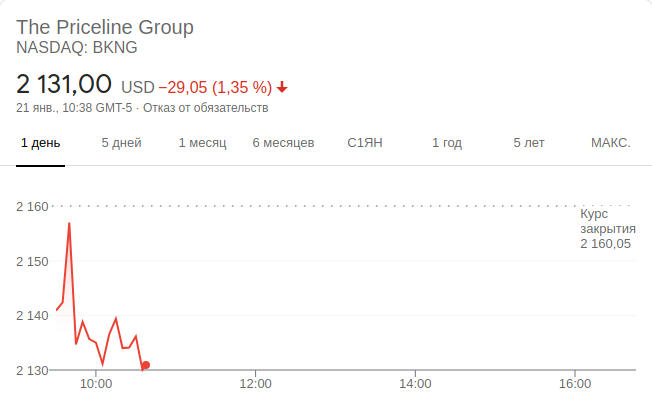 The Priceline Group
NASDAQ: BKNG
2 131,00 USD −29,05 (1,35 %)
21 янв., 10:38 GMT-5 · Отказ от обязательств
1 день 5 дней 1 месяц 6 месяцев С1ЯН 1 год 5 лет МАКС.
2 160
Курс
закрытия
2 160,05
2 150
2 140
2 130
10:00 12:00 14:00 16:00